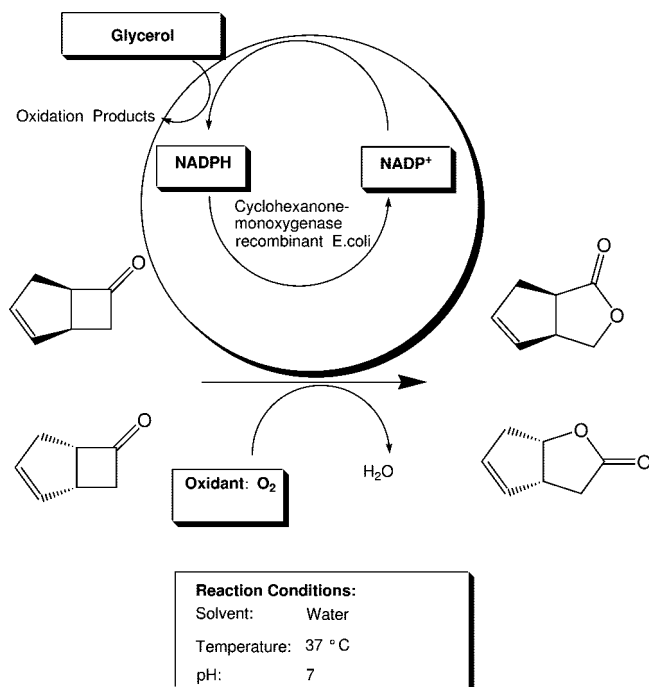 Glycerol
Oxidation Products
NADPH
NADP+
Cyclohexanone-
monoxygenase
recombinant E.coli
O
O
O
O
O
O
Oxidant: O2
H2O
Reaction Conditions:
Solvent: Water
Temperature: 37 °C
pH: 7